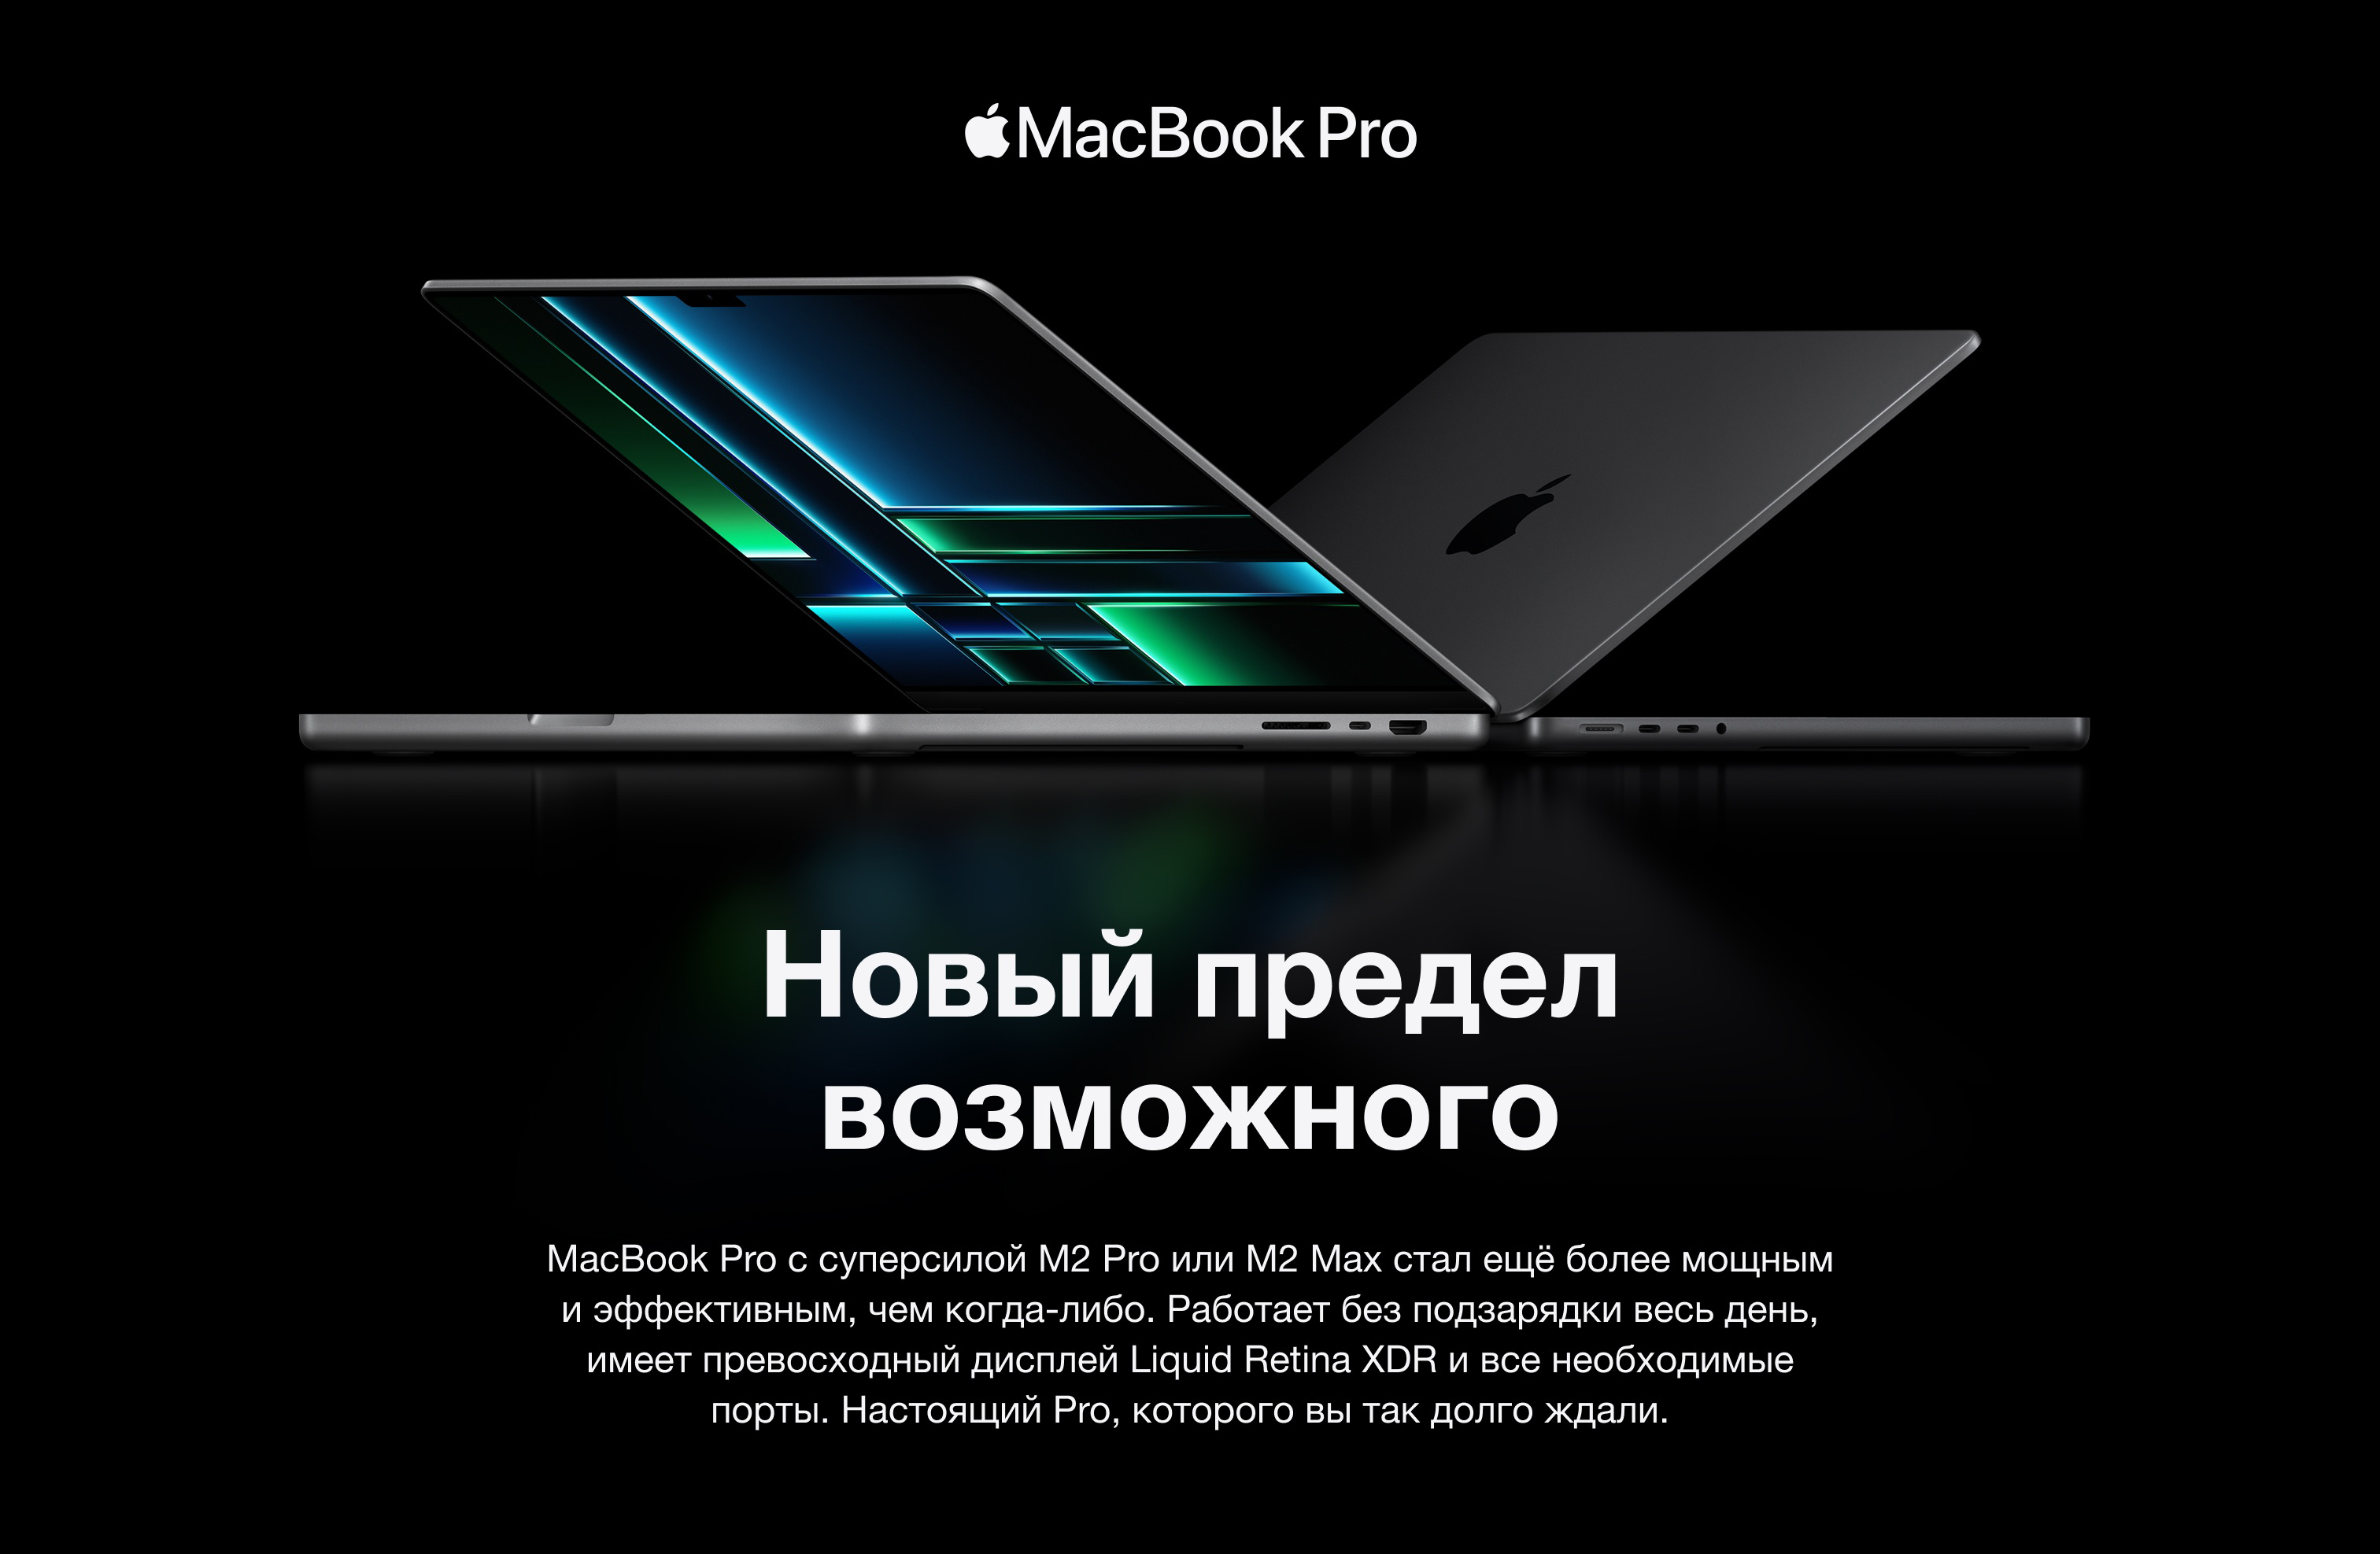 MacBook Pro
Новый предел
возможного
MacBook Pro с суперсилой M2 Pro или M2 Max стал ещё более мощным
и эффективным, чем когда-либо. Работает без подзарядки весь день,
имеет превосходный дисплей Liquid Retina XDR и все необходимые
порты. Настоящий Pro, которого вы так долго ждали.